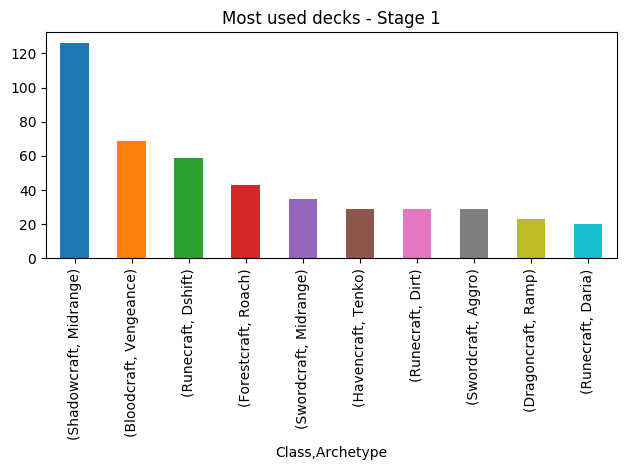 Most used decks - Stage 1
120
100
80
60
40
20
0
(Shadowcraft, Midrange)
(Bloodcraft, Vengeance)
(Runecraft, Dshift)
(Forestcraft, Roach)
(Swordcraft, Midrange)
(Havencraft, Tenko)
(Runecraft, Dirt)
(Swordcraft, Aggro)
(Dragoncraft, Ramp)
(Runecraft, Daria)
Class,Archetype